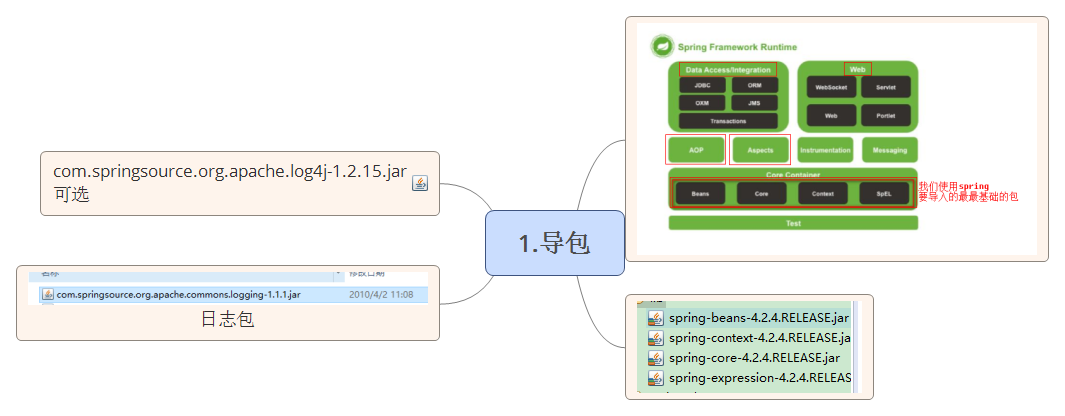 com.springsource.org.apache.log4j-1.2.15.jar
可选
名称
修改日期
com.springsource.org.apache.commons.logging-1.1.1.jar
2010/4/2 11:08
日志包
1.导包
Spring Framework Runtime
Data Access/Integration
Web
JDBC
ORM
WebSocket
Servlet
OXM
JMS
Web
Portlet
Transactions
AOP
Aspects
Instrumentation
Messaging
Core Container
Beans
Core
Context
SpEL
我们使用spring
要导入的最最基础的包
Test
spring-beans-4.2.4.RELEASE.jar
spring-context-4.2.4.RELEASE.ja
spring-core-4.2.4.RELEASE.jar
spring-expression-4.2.4.RELEAS